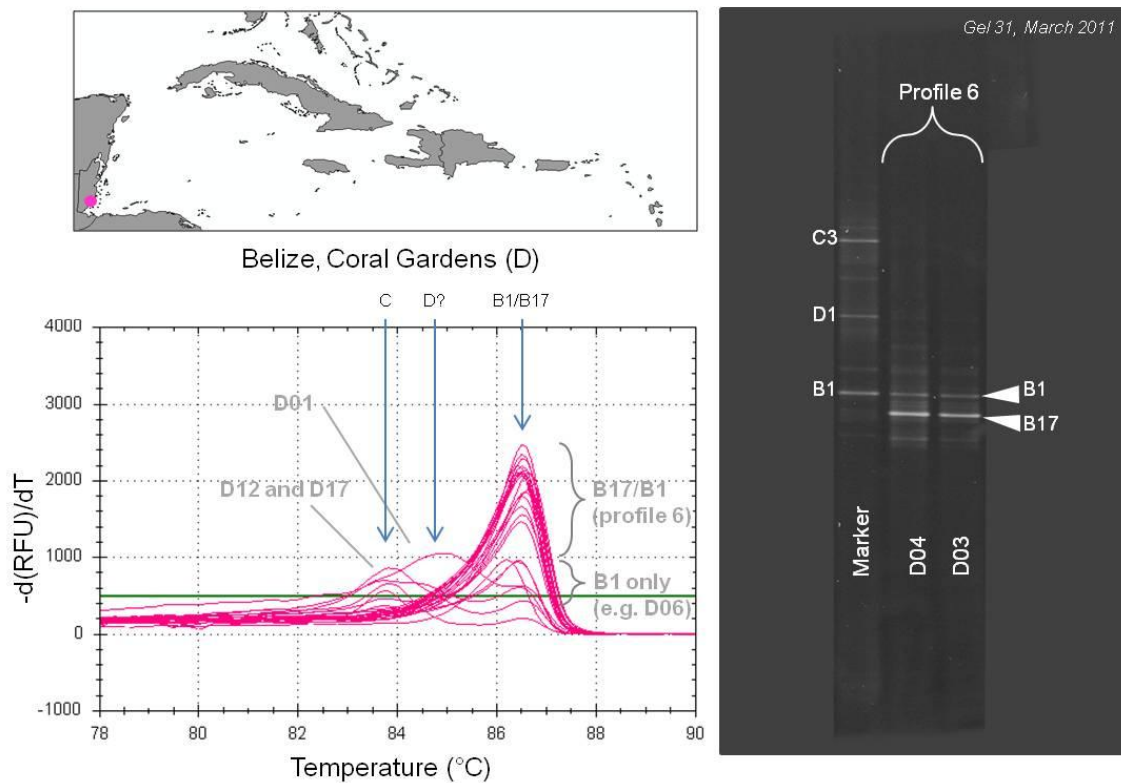 Belize, Coral Gardens (D)
C
D?
B1/B17
4000
3000
2000
1000
0
-1000
-d(RFU)/dT
D01
D12 and D17
B17/B1
(profile 6)
B1 only
(e.g. D06)
78
80
82
84
86
88
90
Temperature (°C)
Gel 31, March 2011
Profile 6
C3
D1
B1
B1
B17
Marker
D04
D03